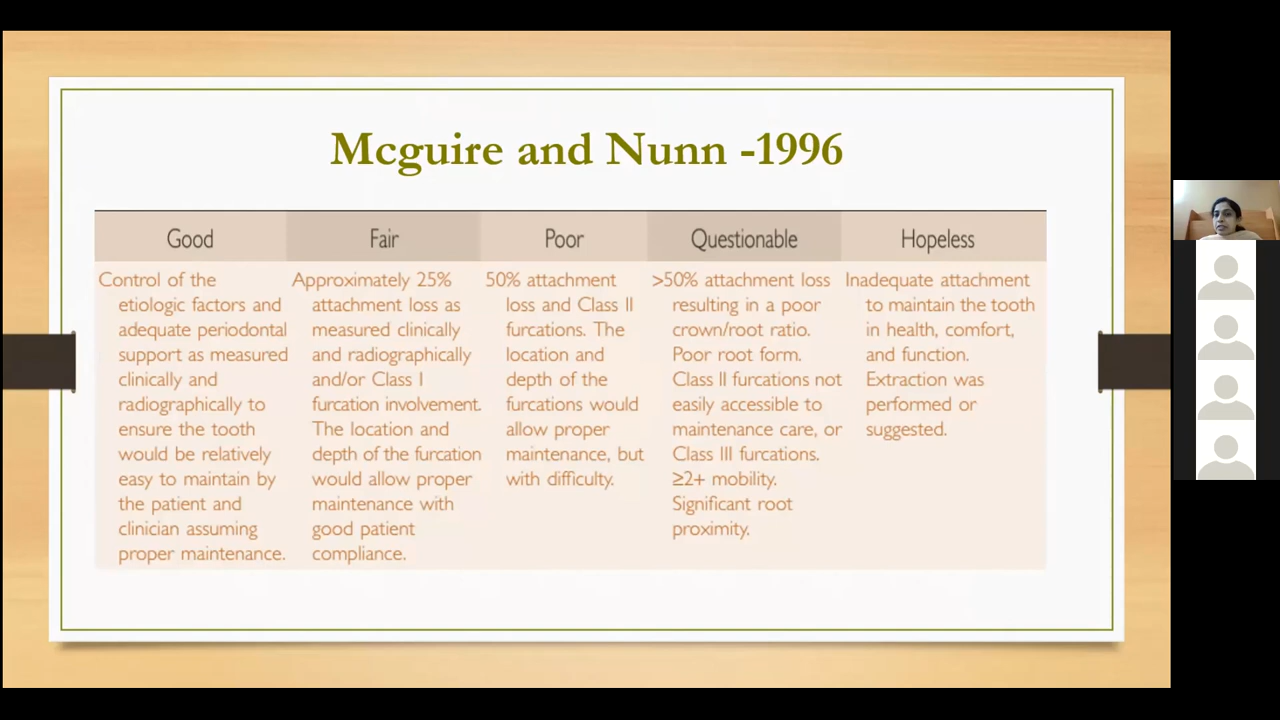 Mcguire and Nunn -1996
Good
Fair
Poor
Questionable
Hopeless
Control of the
etiologic factors and
adequate periodontal
support as measured
clinically and
radiographically to
ensure the tooth
would be relatively
easy to maintain by
the patient and
clinician assuming
proper maintenance.
Approximately 25%
attachment loss as
measured clinically
and radiographically
and/or Class I
furcation involvement.
The location and
depth of the furcation
would allow proper
maintenance with
good patient
compliance.
50% attachment
loss and Class II
furcations. The
location and
depth of the
furcations would
allow proper
maintenance, but
with difficulty.
>50% attachment loss
resulting in a poor
crown/root ratio.
Poor root form.
Class II furcations not
easily accessible to
maintenance care, or
Class III furcations.
≥2+ mobility.
Significant root
proximity.
Inadequate attachment
to maintain the tooth
in health, comfort,
and function.
Extraction was
performed or
suggested.